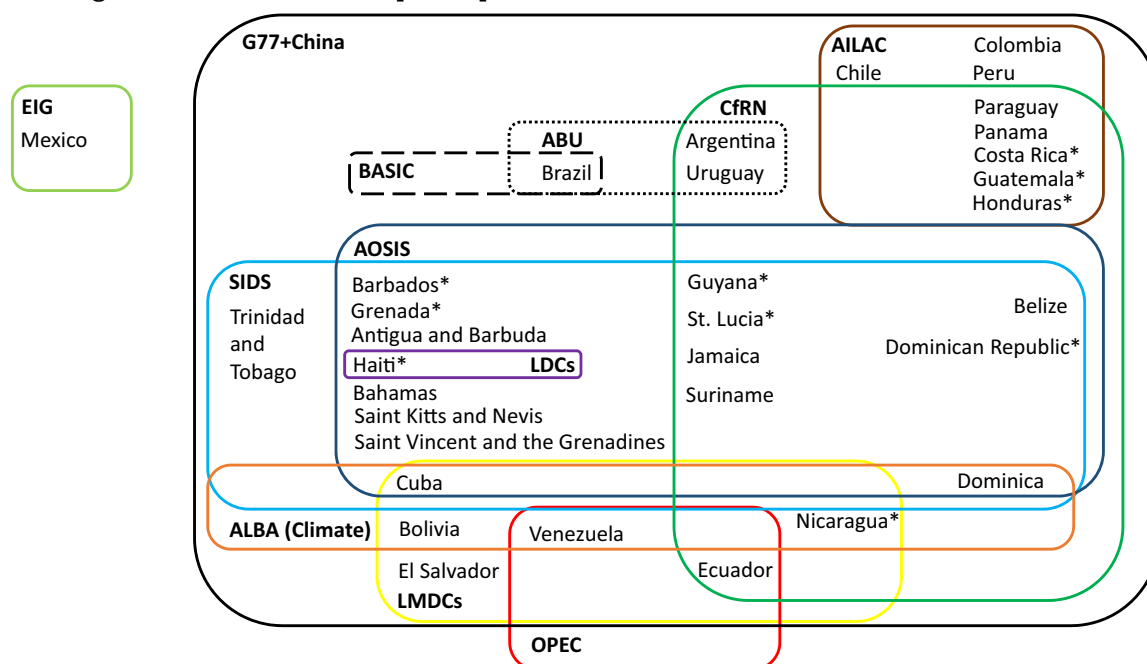 G77+China
AILAC
Colombia
Chile
Peru
EIG
Mexico
CfRN
Paraguay
Panama
Costa Rica*
Guatemala*
Honduras*
ABU
Argentina
BASIC
Brazil
Uruguay
AOSIS
SIDS
Trinidad
and
Tobago
Barbados*
Grenada*
Antigua and Barbuda
Haiti*
LDCs
Bahamas
Saint Kitts and Nevis
Saint Vincent and the Grenadines
Guyana*
St. Lucia*
Jamaica
Suriname
Belize
Dominican Republic*
Cuba
Dominica
ALBA (Climate)
Bolivia
Venezuela
Nicaragua*
El Salvador
Ecuador
LMDCs
OPEC